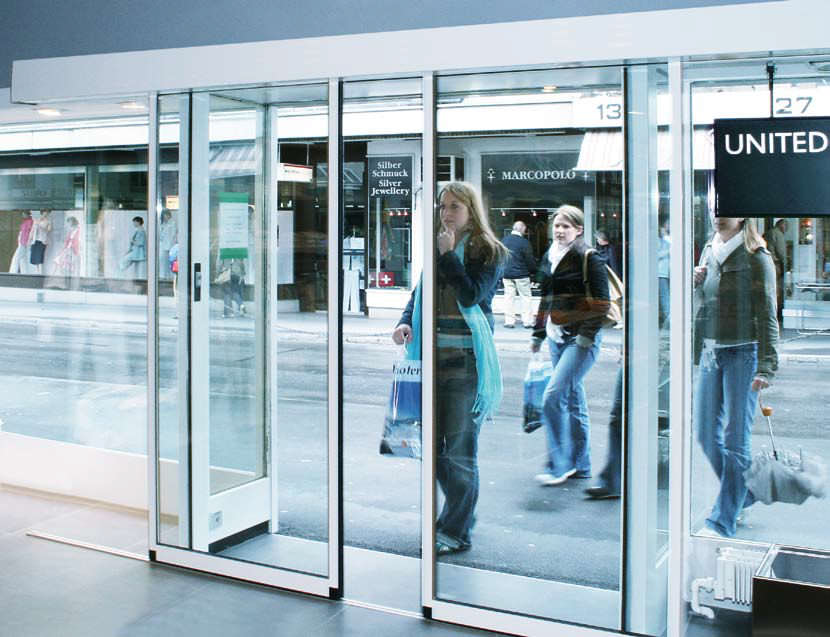 13
27
Silber
Schmuck
Silver
Jewellery
MARCOPOLO
UNITED